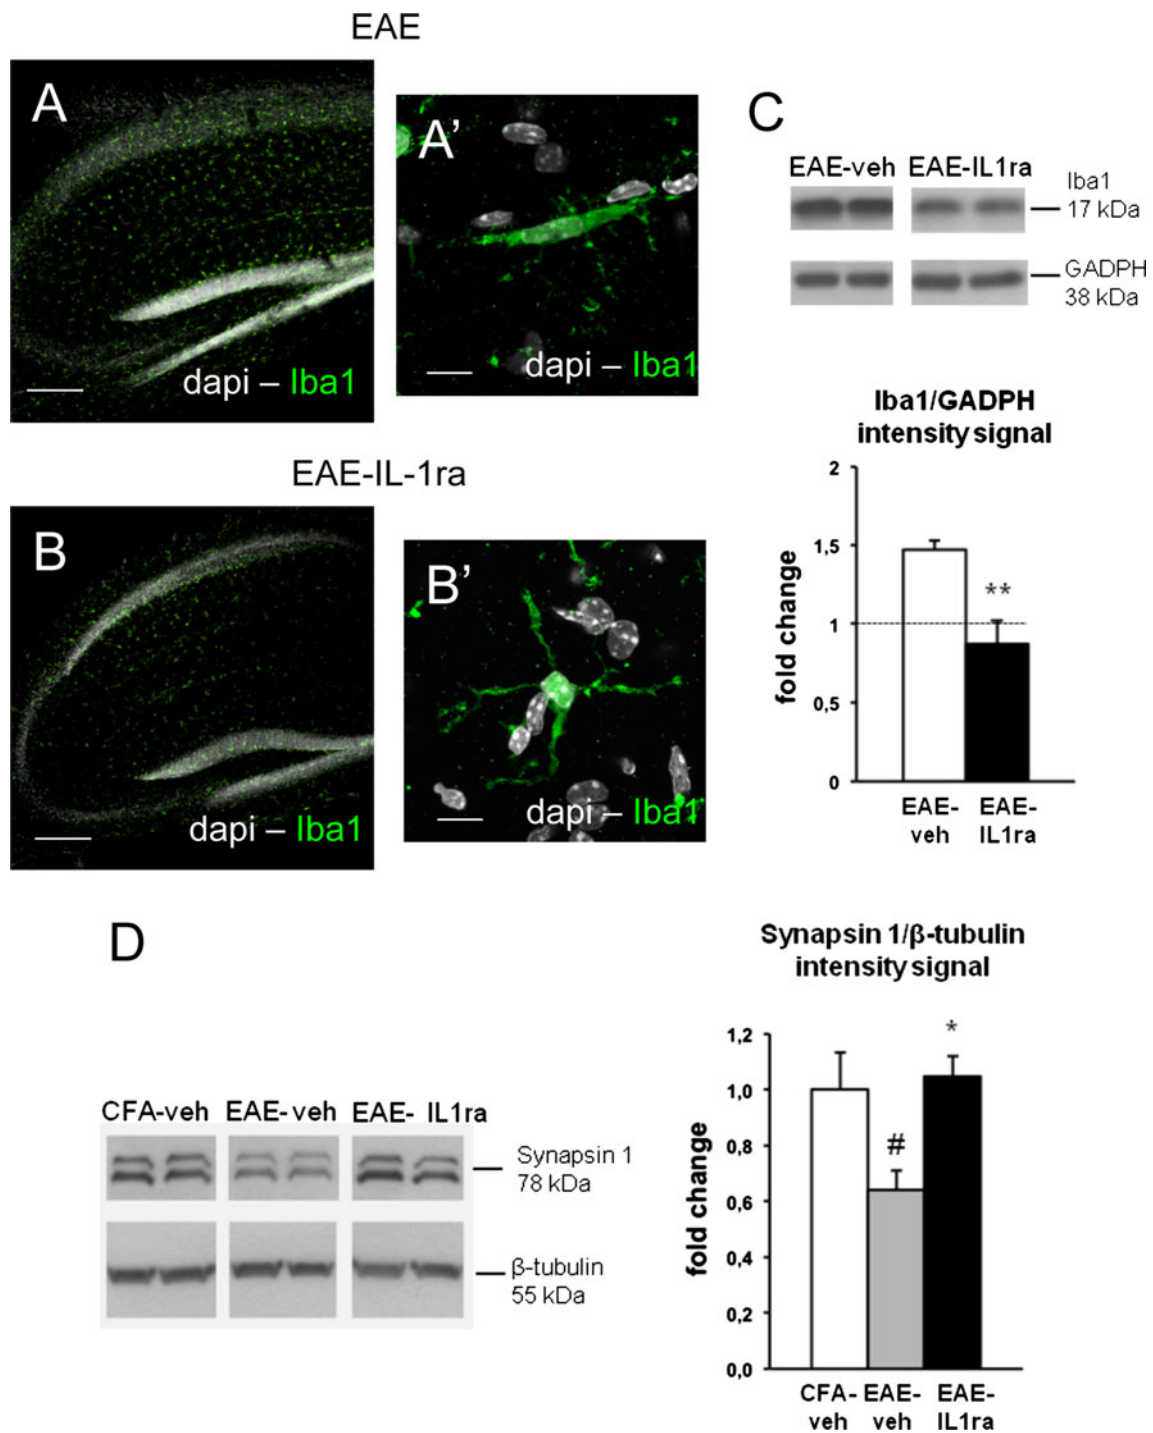 EAE
A
dapi – Iba1
A'
dapi – Iba1
EAE-IL-1ra
B
dapi – Iba1
B'
dapi – Iba1
C
EAE-veh EAE-IL1ra
Iba1
17 kDa
GADPH
38 kDa
Iba1/GADPH
intensity signal
fold change
2
1,5
1
0,5
0
**
EAE-
veh
EAE-
IL1ra
D
CFA-veh EAE- veh EAE- IL1ra
Synapsin 1
78 kDa
β-tubulin
55 kDa
Synapsin 1/β-tubulin
intensity signal
fold change
1,2
1,0
0,8
0,6
0,4
0,2
0,0
#
*
CFA-
veh
EAE-
veh
EAE-
IL1ra